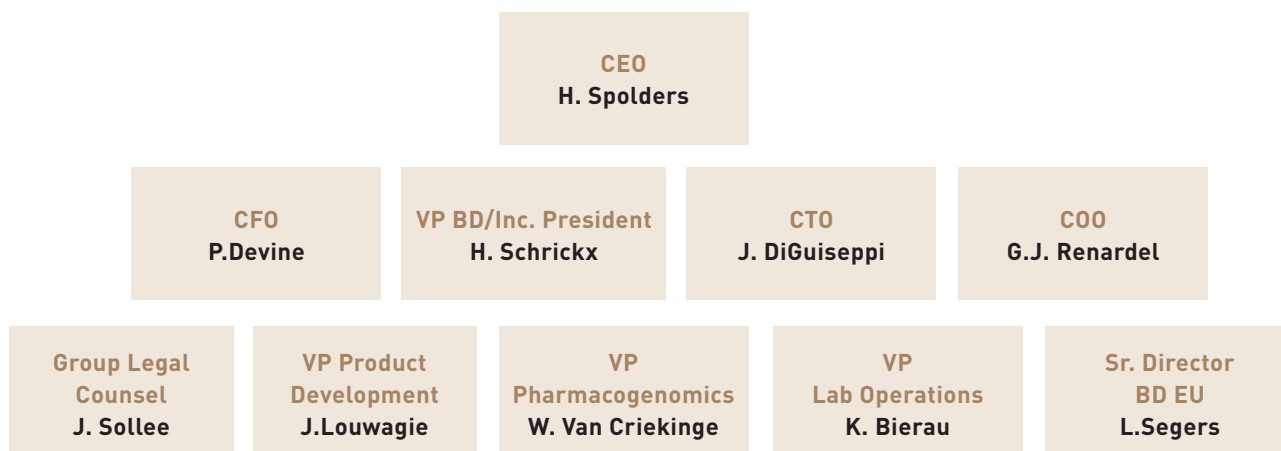 CEO
H. Spolders
CFO
P.Devine
VP BD/Inc. President
H. Schrickx
CTO
J. DiGuiseppi
COO
G.J. Renardel
Group Legal
Counsel
J. Sollee
VP Product
Development
J.Louwagie
VP
Pharmacogenomics
W. Van Criekinge
VP
Lab Operations
K. Bierau
Sr. Director
BD EU
L.Segers